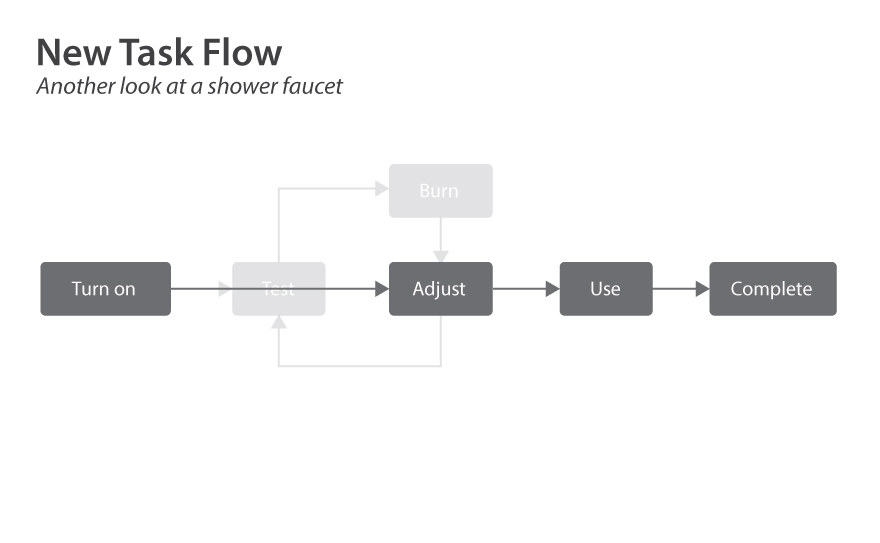 New Task Flow
Another look at a shower faucet
Burn
Turn on
Test
Adjust
Use
Complete